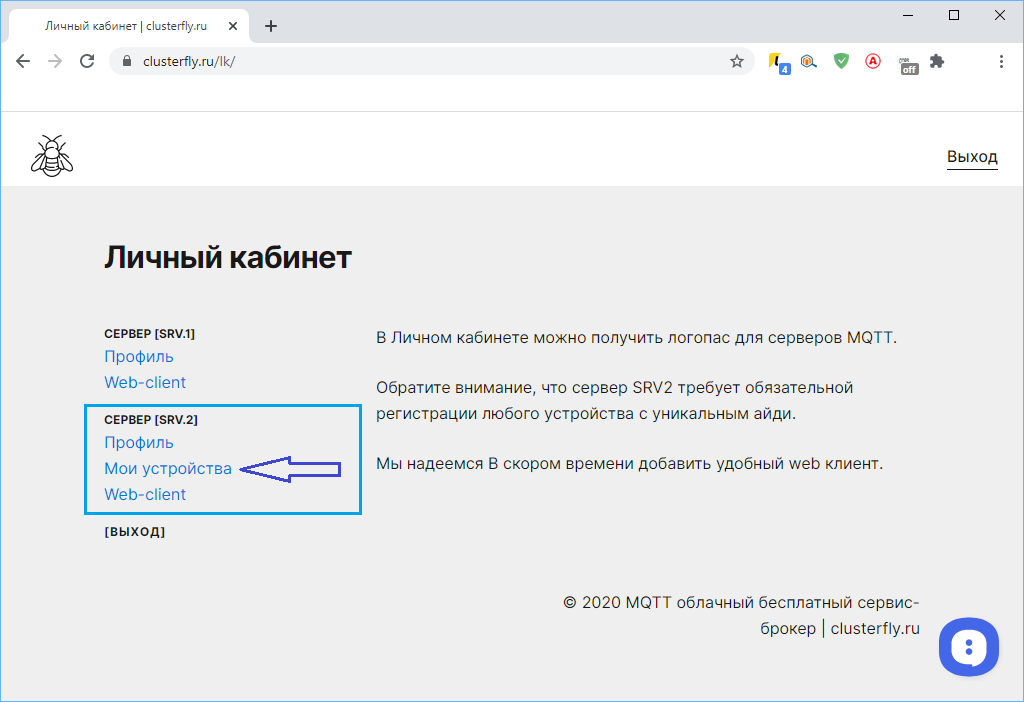 Личный кабинет | clusterfly.ru
clusterfly.ru/lk/
4
A
off
Выход
Личный кабинет
СЕРВЕР [SRV.1]
Профиль
Web-client
СЕРВЕР [SRV.2]
Профиль
Мои устройства
Web-client
[ВЫХОД]
В Личном кабинете можно получить логопас для серверов MQTT.
Обратите внимание, что сервер SRV2 требует обязательной
регистрации любого устройства с уникальным айди.
Мы надеемся В скором времени добавить удобный web клиент.
© 2020 MQTT облачный бесплатный сервис-
брокер | clusterfly.ru